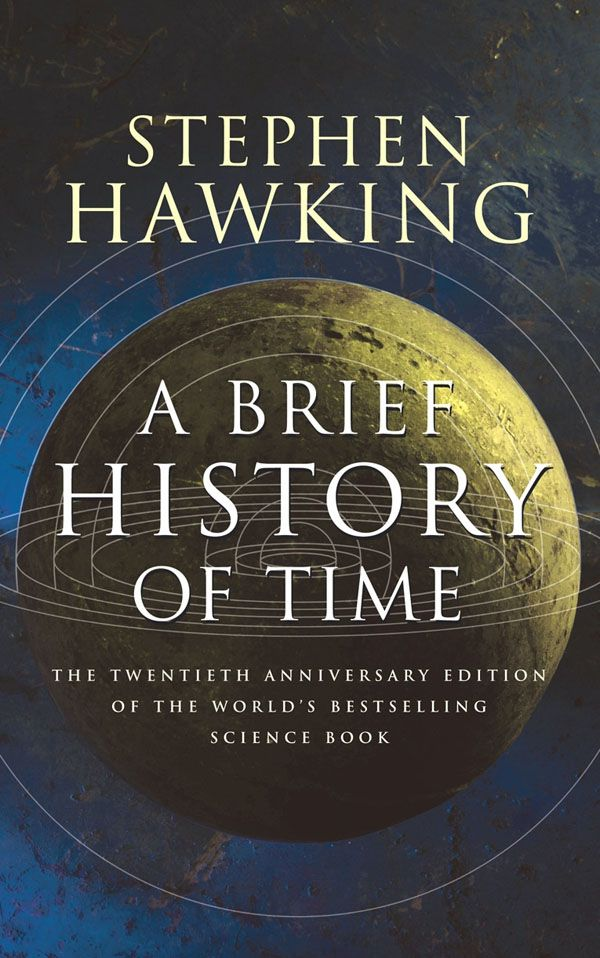 STEPHEN
HAWKING
A BRIEF
HISTORY
OF TIME
THE TWENTIETH ANNIVERSARY EDITION
OF THE WORLD'S BESTSELLING
SCIENCE BOOK